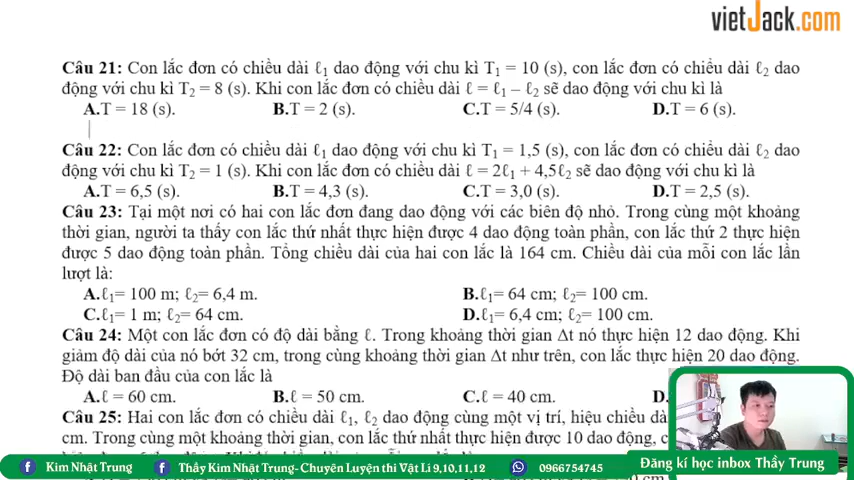 vietJack.com
Câu 21: Con lắc đơn có chiều dài ℓ₁ dao động với chu kì T₁ = 10 (s), con lắc đơn có chiều dài ℓ₂ dao
động với chu kì T₂ = 8 (s). Khi con lắc đơn có chiều dài ℓ = ℓ₁ – ℓ₂ sẽ dao động với chu kì là
A.T = 18 (s). B.T = 2 (s). C.T = 5/4 (s). D.T = 6 (s).
Câu 22: Con lắc đơn có chiều dài ℓ₁ dao động với chu kì T₁ = 1,5 (s), con lắc đơn có chiều dài ℓ₂ dao
động với chu kì T₂ = 1 (s). Khi con lắc đơn có chiều dài ℓ = 2ℓ₁ + 4,5ℓ₂ sẽ dao động với chu kì là
A.T = 6,5 (s). B.T = 4,3 (s). C.T = 3,0 (s). D.T = 2,5 (s).
Câu 23: Tại một nơi có hai con lắc đơn đang dao động với các biên độ nhỏ. Trong cùng một khoảng
thời gian, người ta thấy con lắc thứ nhất thực hiện được 4 dao động toàn phần, con lắc thứ 2 thực hiện
được 5 dao động toàn phần. Tổng chiều dài của hai con lắc là 164 cm. Chiều dài của mỗi con lắc lần
lượt là:
A.ℓ₁= 100 m; ℓ₂= 6,4 m. B.ℓ₁= 64 cm; ℓ₂= 100 cm.
C.ℓ₁= 1 m; ℓ₂= 64 cm. D.ℓ₁= 6,4 cm; ℓ₂= 100 cm.
Câu 24: Một con lắc đơn có độ dài bằng ℓ. Trong khoảng thời gian Δt nó thực hiện 12 dao động. Khi
giảm độ dài của nó bớt 32 cm, trong cùng khoảng thời gian Δt như trên, con lắc thực hiện 20 dao động.
Độ dài ban đầu của con lắc là
A.ℓ = 60 cm. B.ℓ = 50 cm. C.ℓ = 40 cm. D.
Câu 25: Hai con lắc đơn có chiều dài ℓ₁, ℓ₂ dao động cùng một vị trí, hiệu chiều dà
cm. Trong cùng một khoảng thời gian, con lắc thứ nhất thực hiện được 10 dao động, c
Kim Nhật Trung Thầy Kim Nhật Trung- Chuyên Luyện thi Vật Lí 9,10,11,12 0966754745 Đăng kí học inbox Thầy Trung